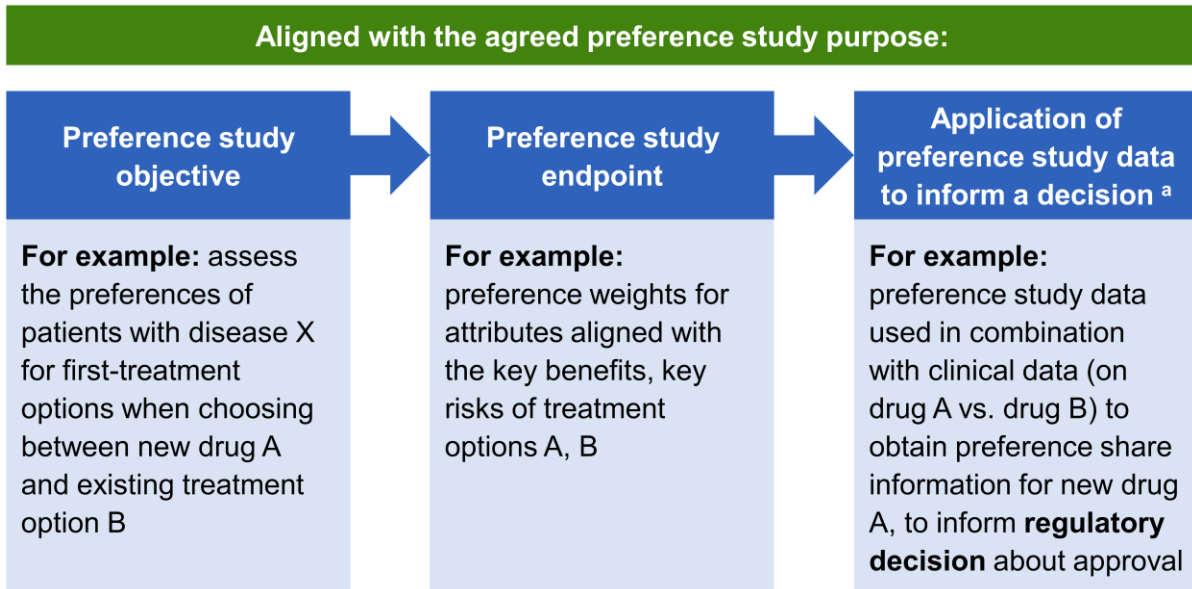 Aligned with the agreed preference study purpose:
Preference study
objective
For example: assess
the preferences of
patients with disease X
for first-treatment
options when choosing
between new drug A
and existing treatment
option B
Preference study
endpoint
For example:
preference weights for
attributes aligned with
the key benefits, key
risks of treatment
options A, B
Application of
preference study data
to inform a decision ᵃ
For example:
preference study data
used in combination
with clinical data (on
drug A vs. drug B) to
obtain preference share
information for new drug
A, to inform regulatory
decision about approval